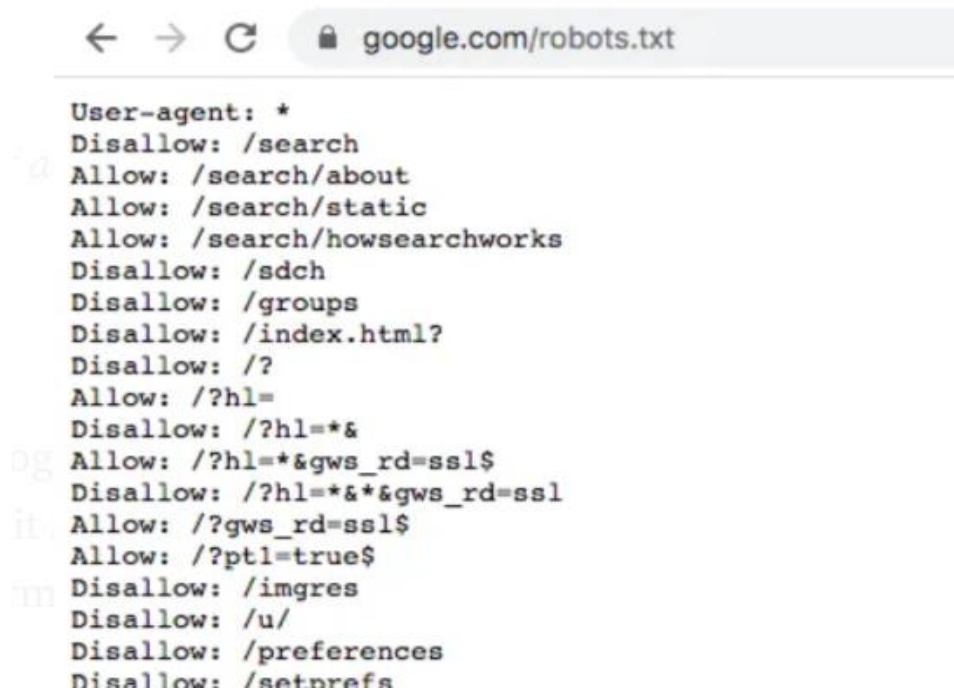 google.com/robots.txt
User-agent: *
Disallow: /search
Allow: /search/about
Allow: /search/static
Allow: /search/howsearchworks
Disallow: /sdch
Disallow: /groups
Disallow: /index.html?
Disallow: /?
Allow: /?hl=
Disallow: /?hl=*&
Allow: /?hl=*&gws_rd=ssl$
Disallow: /?hl=*&*&gws_rd=ssl
Allow: /?gws_rd=ssl$
Allow: /?pt1=true$
Disallow: /imgres
Disallow: /u/
Disallow: /preferences
Disallow: /setprefs